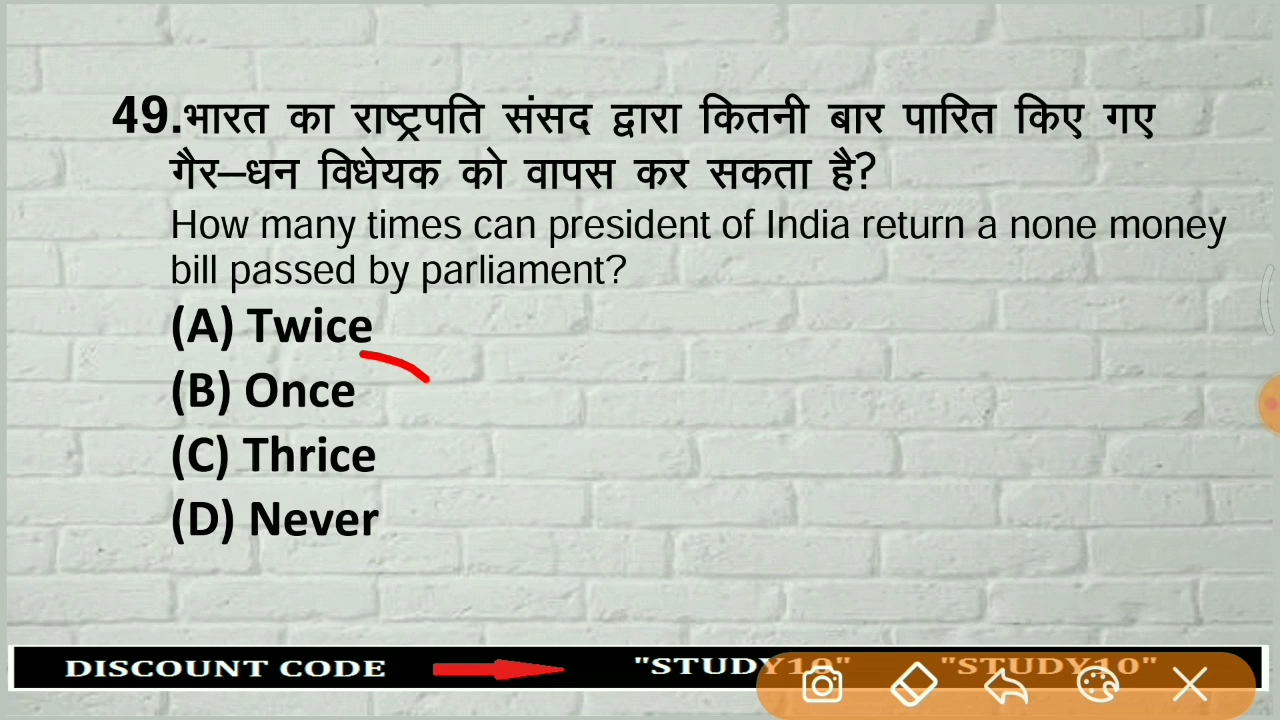 49.भारत का राष्ट्रपति संसद द्वारा कितनी बार पारित किए गए
गैर–धन विधेयक को वापस कर सकता है?
How many times can president of India return a none money
bill passed by parliament?
(A) Twice
(B) Once
(C) Thrice
(D) Never
DISCOUNT CODE "STUDY10" "STUDY10"